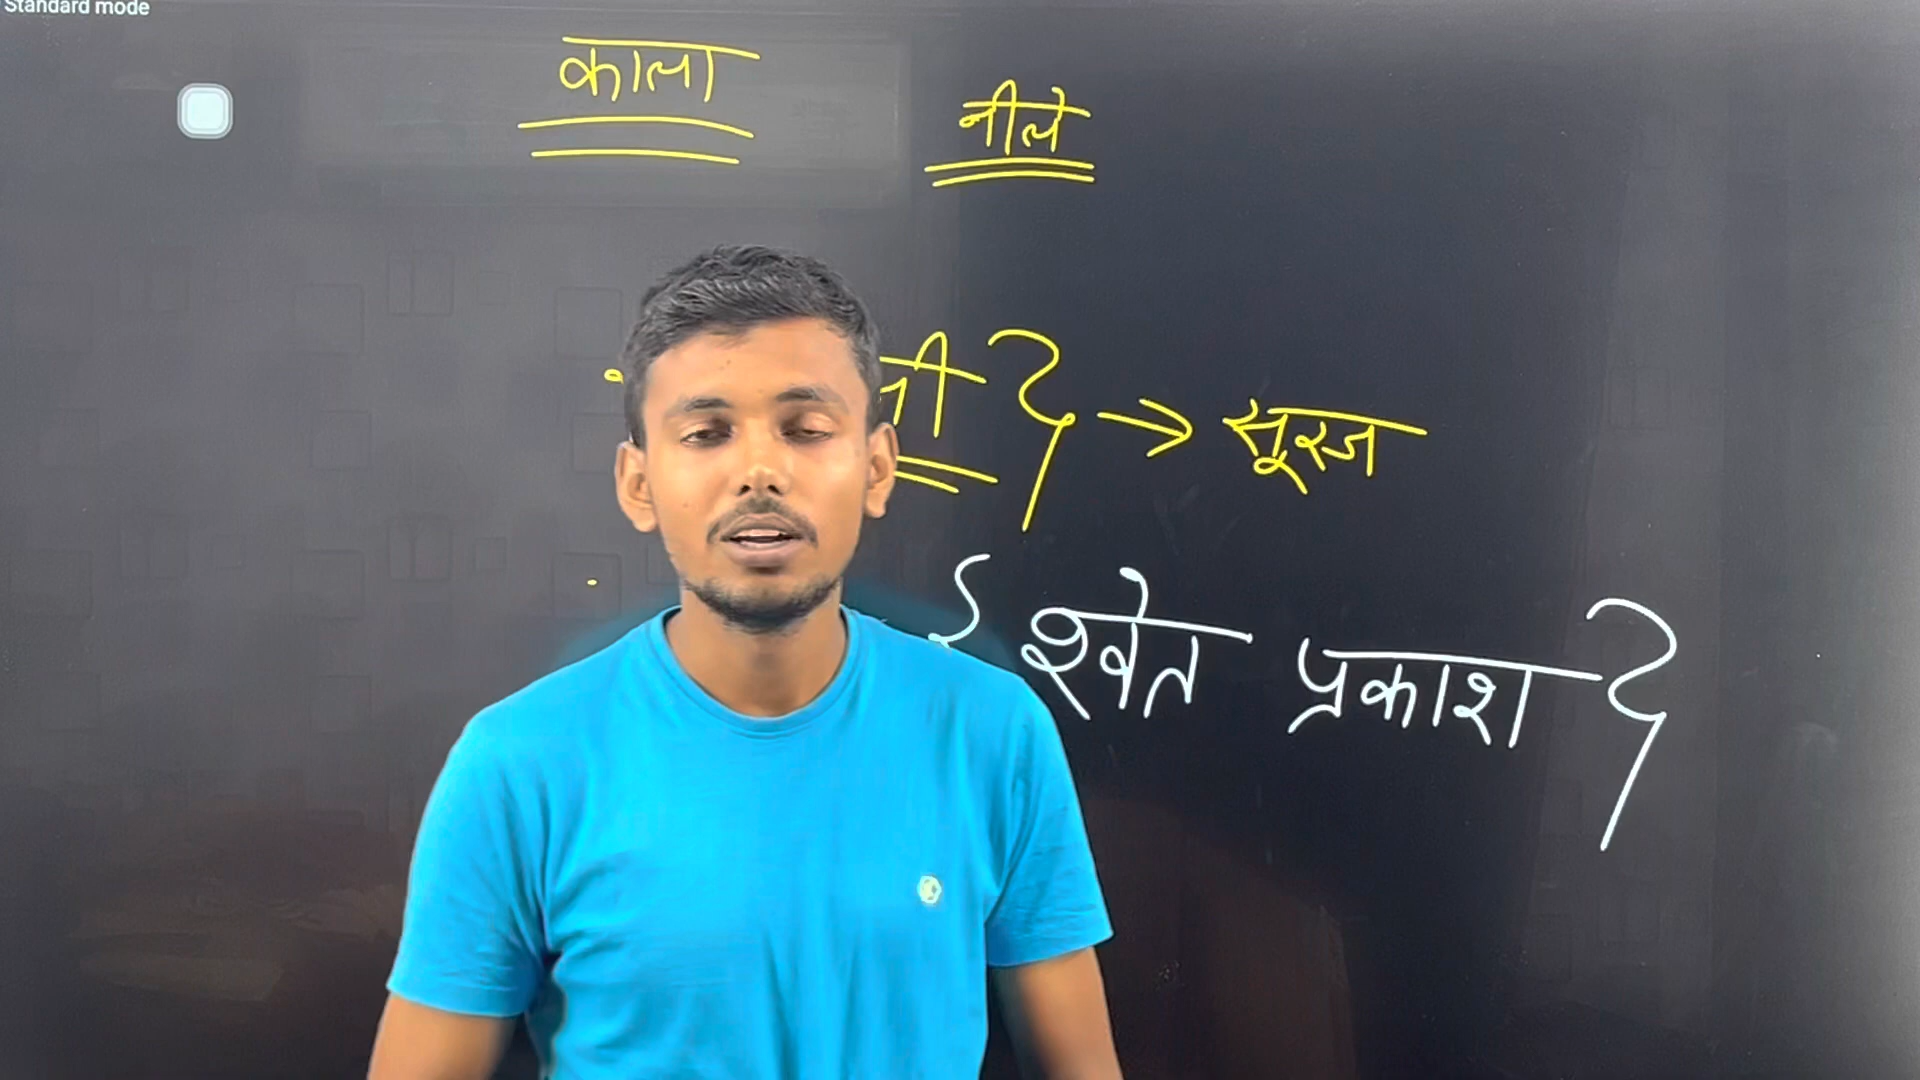 Standard mode
काला
नीले
→ सूरज
श्वेत प्रकाश